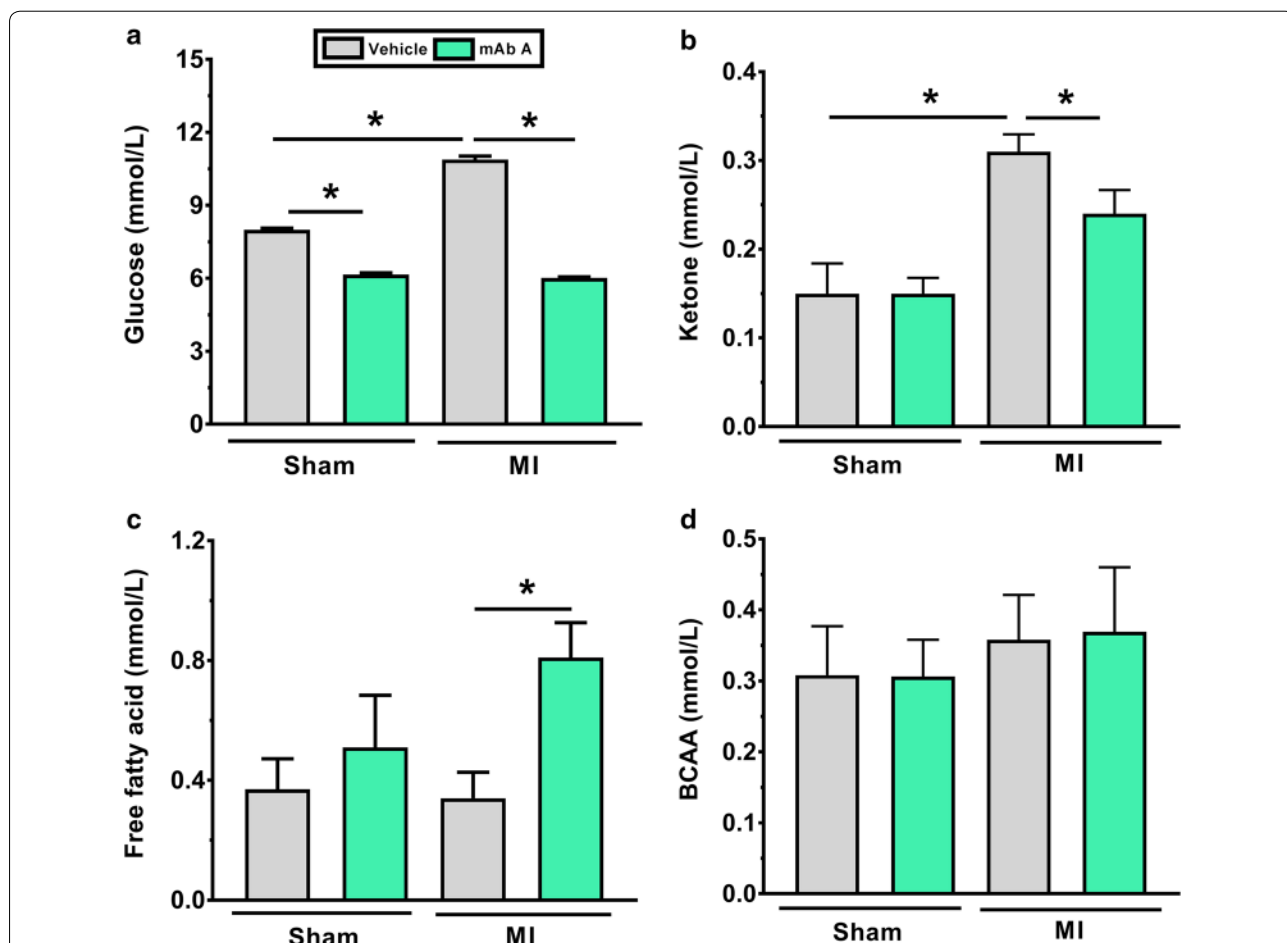 a
Vehicle mAb A
Glucose (mmol/L)
15
12
9
6
3
0
*
*
*
Sham MI
b
Ketone (mmol/L)
0.4
0.3
0.2
0.1
0.0
*
*
Sham MI
c
Free fatty acid (mmol/L)
1.2
0.8
0.4
0.0
*
Sham MI
d
BCAA (mmol/L)
0.5
0.4
0.3
0.2
0.1
0.0
Sham MI